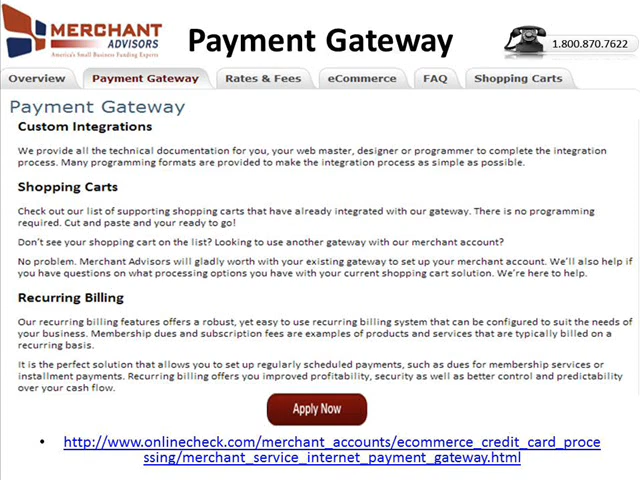 MERCHANT
ADVISORS
America's Small Business Funding Experts
Payment Gateway
1.800.870.7622
Overview
Payment Gateway
Rates & Fees
eCommerce
FAQ
Shopping Carts
Payment Gateway
Custom Integrations
We provide all the technical documentation for you, your web master, designer or programmer to complete the integration
process. Many programming formats are provided to make the integration process as simple as possible.
Shopping Carts
Check out our list of supporting shopping carts that have already integrated with our gateway. There is no programming
required. Cut and paste and your ready to go!
Don't see your shopping cart on the list? Looking to use another gateway with our merchant account?
No problem. Merchant Advisors will gladly worth with your existing gateway to set up your merchant account. We'll also help if
you have questions on what processing options you have with your current shopping cart solution. We're here to help.
Recurring Billing
Our recurring billing features offers a robust, yet easy to use recurring billing system that can be configured to suit the needs of
your business. Membership dues and subscription fees are examples of products and services that are typically billed on a
recurring basis.
It is the perfect solution that allows you to set up regularly scheduled payments, such as dues for membership services or
installment payments. Recurring billing offers you improved profitability, security as well as better control and predictability
over your cash flow.
Apply Now
• http://www.onlinecheck.com/merchant_accounts/ecommerce_credit_card_proce
ssing/merchant_service_internet_payment_gateway.html